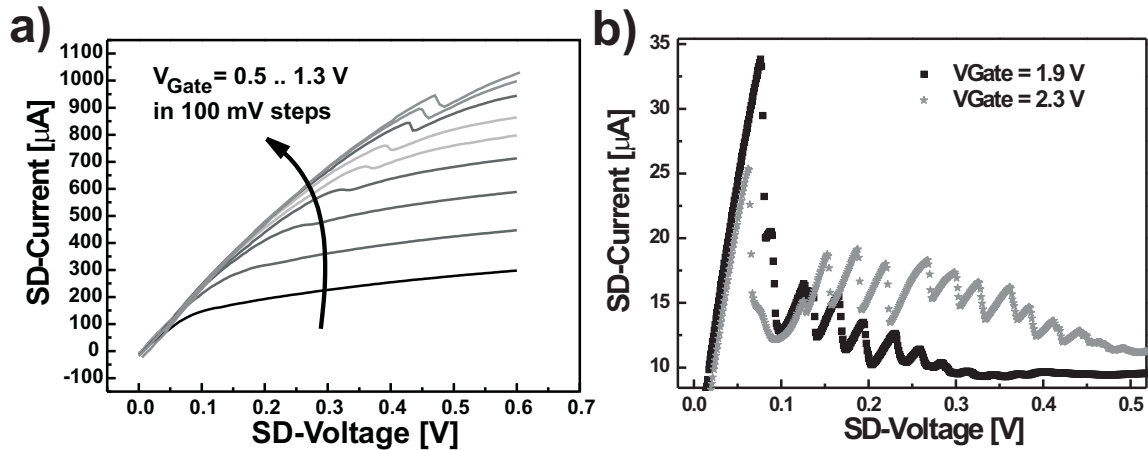 a)
1100
1000
900
800
700
600
500
400
300
200
100
0
-100
SD-Current [μA]
V_Gate = 0.5 .. 1.3 V
in 100 mV steps
0.0 0.1 0.2 0.3 0.4 0.5 0.6 0.7
SD-Voltage [V]
b)
35
30
25
20
15
10
SD-Current [μA]
VGate = 1.9 V
VGate = 2.3 V
0.0 0.1 0.2 0.3 0.4 0.5
SD-Voltage [V]